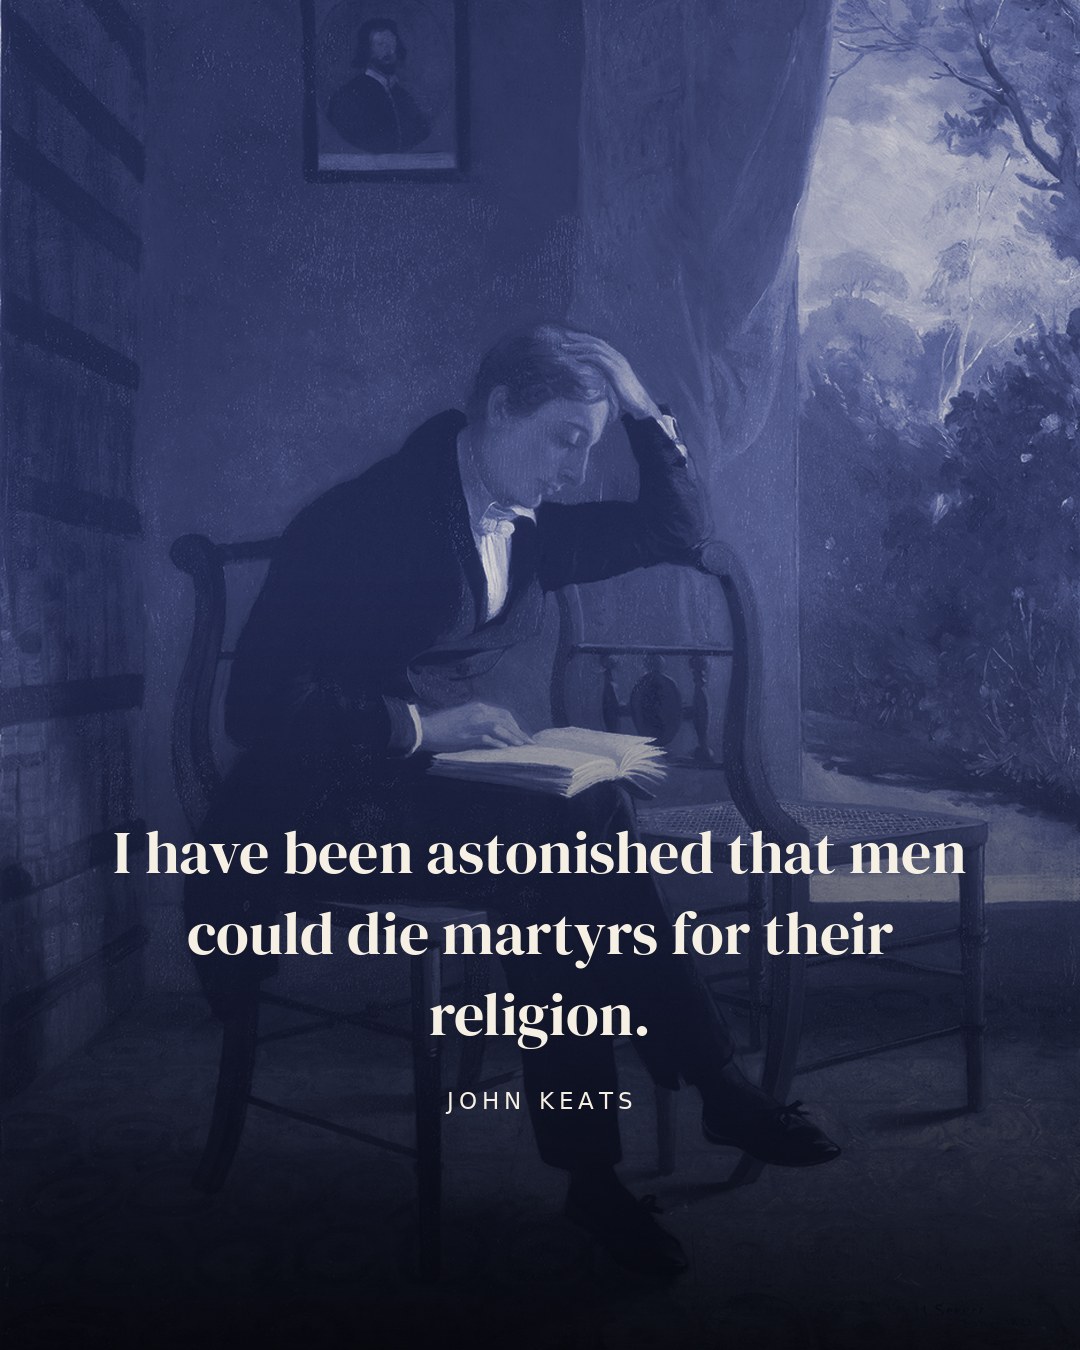 I have been astonished that men
could die martyrs for their
religion.
JOHN KEATS